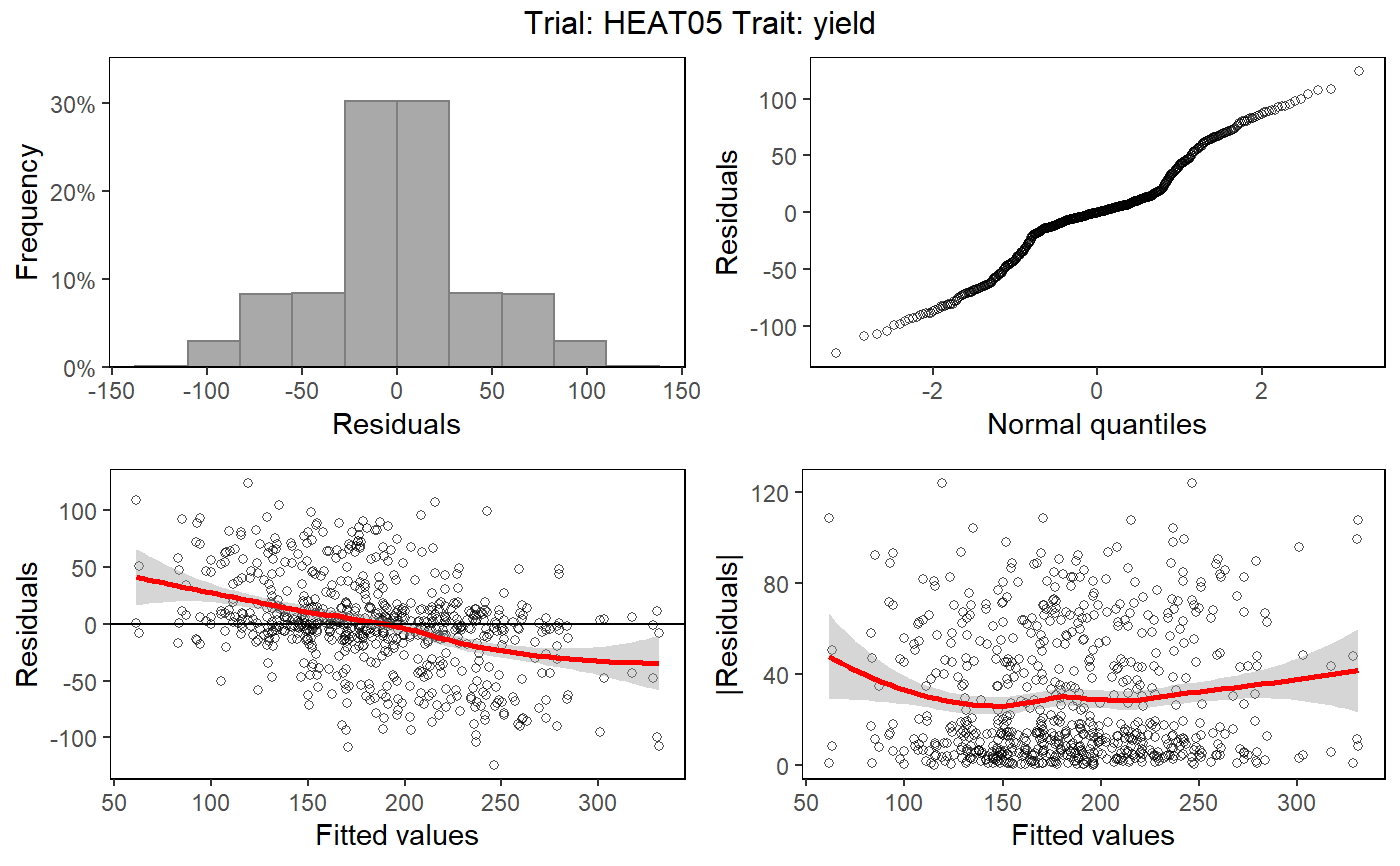 Trial: HEAT05 Trait: yield
Frequency
30%
20%
10%
0%
-150 -100 -50 0 50 100 150
Residuals
Residuals
100
50
0
-50
-100
-2 0 2
Normal quantiles
Residuals
100
50
0
-50
-100
50 100 150 200 250 300
Fitted values
|Residuals|
120
80
40
0
50 100 150 200 250 300
Fitted values